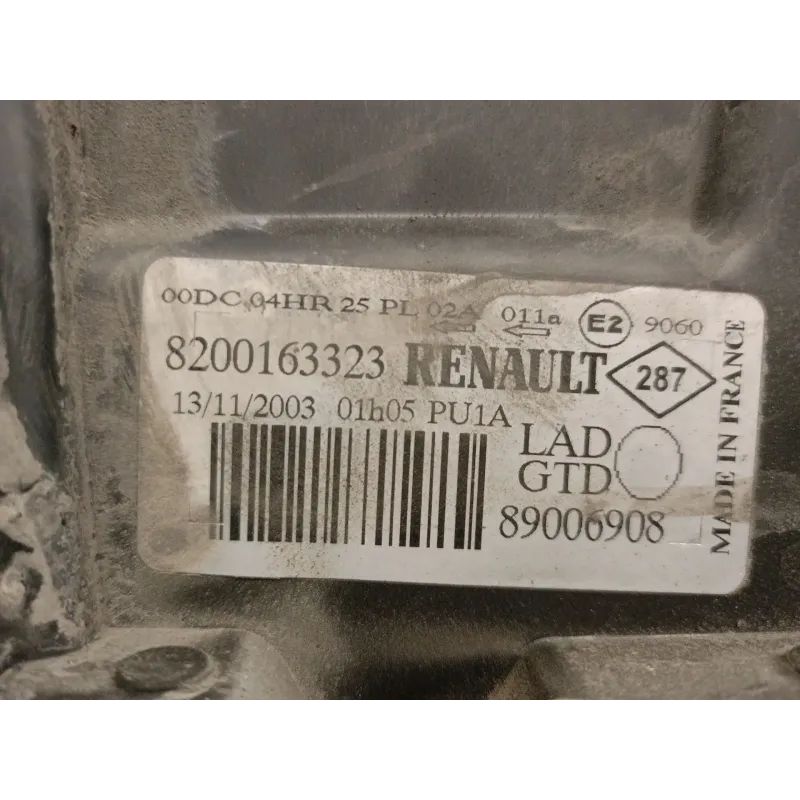 00DC 04HR 25 PL 02A 011a E2 9060
8200163323 RENAULT 287
13/11/2003 01h05 PU1A
LAD
GTD
89006908
MADE IN FRANCE